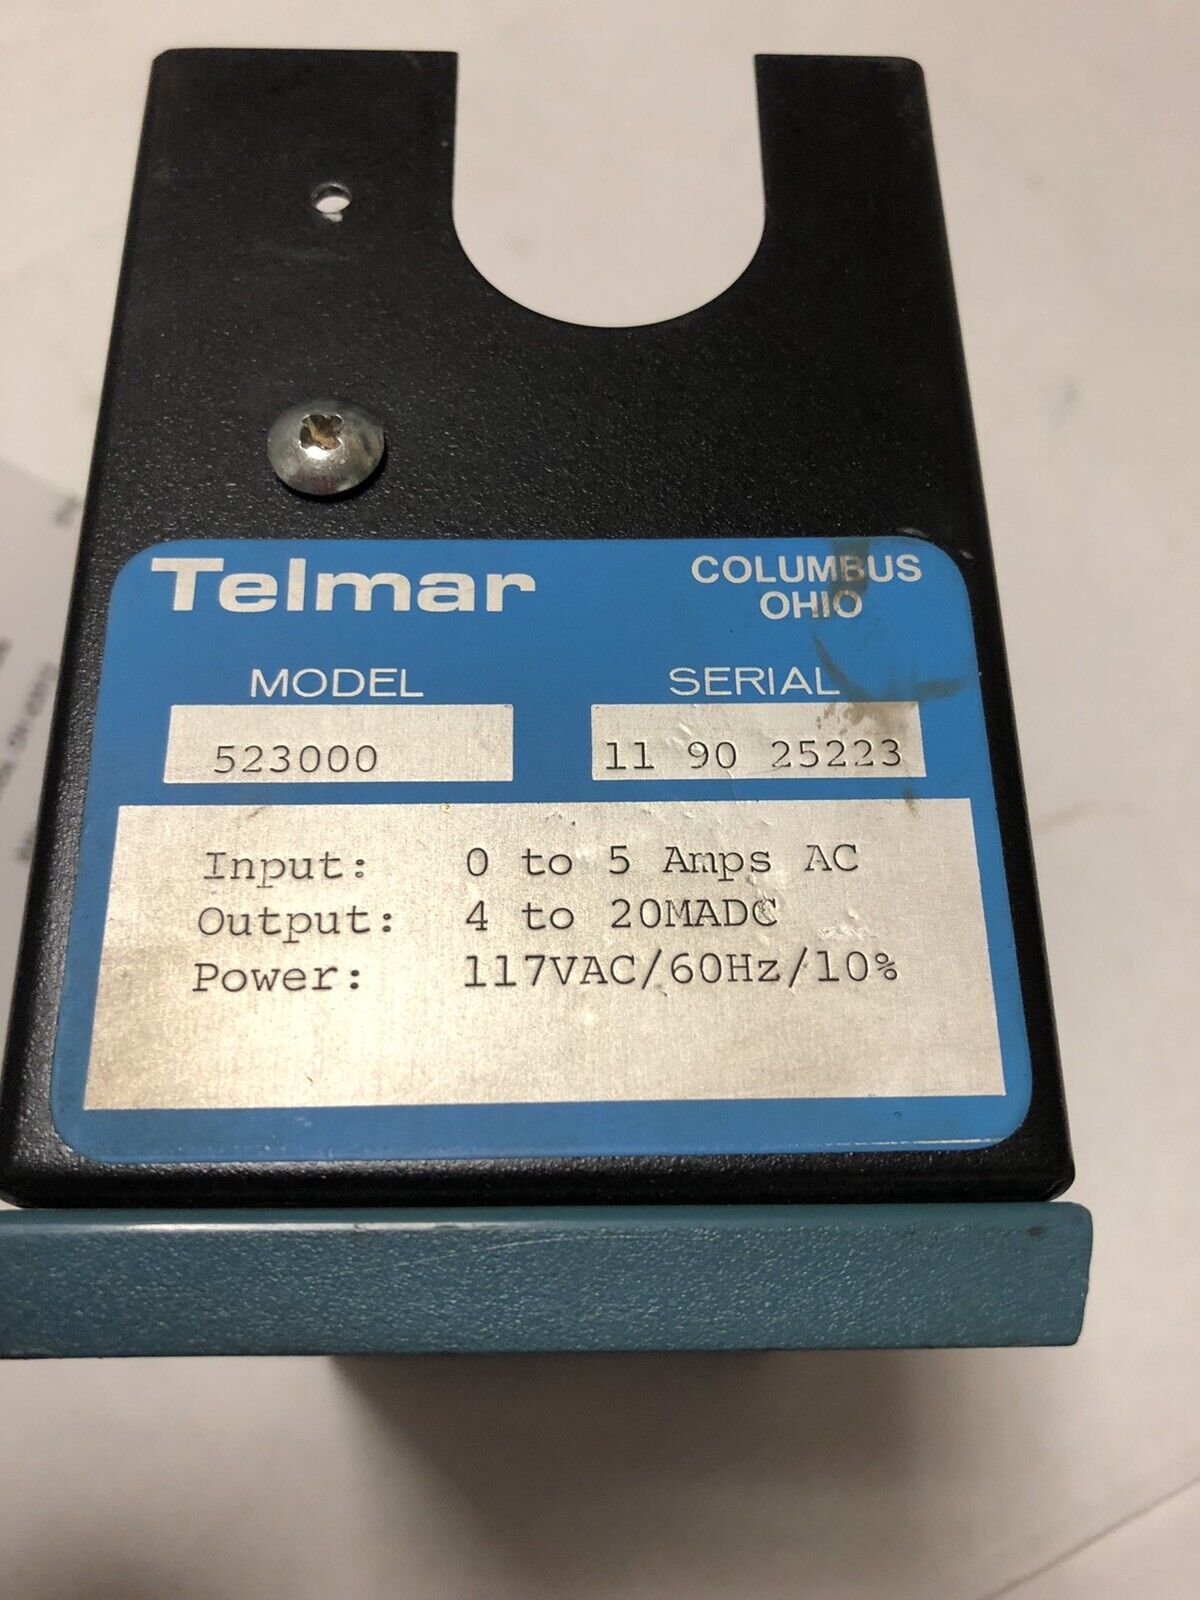 Telmar
COLUMBUS
OHIO
MODEL
SERIAL
523000
11 90 25223
Input: 0 to 5 Amps AC
Output: 4 to 20MADC
Power: 117VAC/60Hz/10%